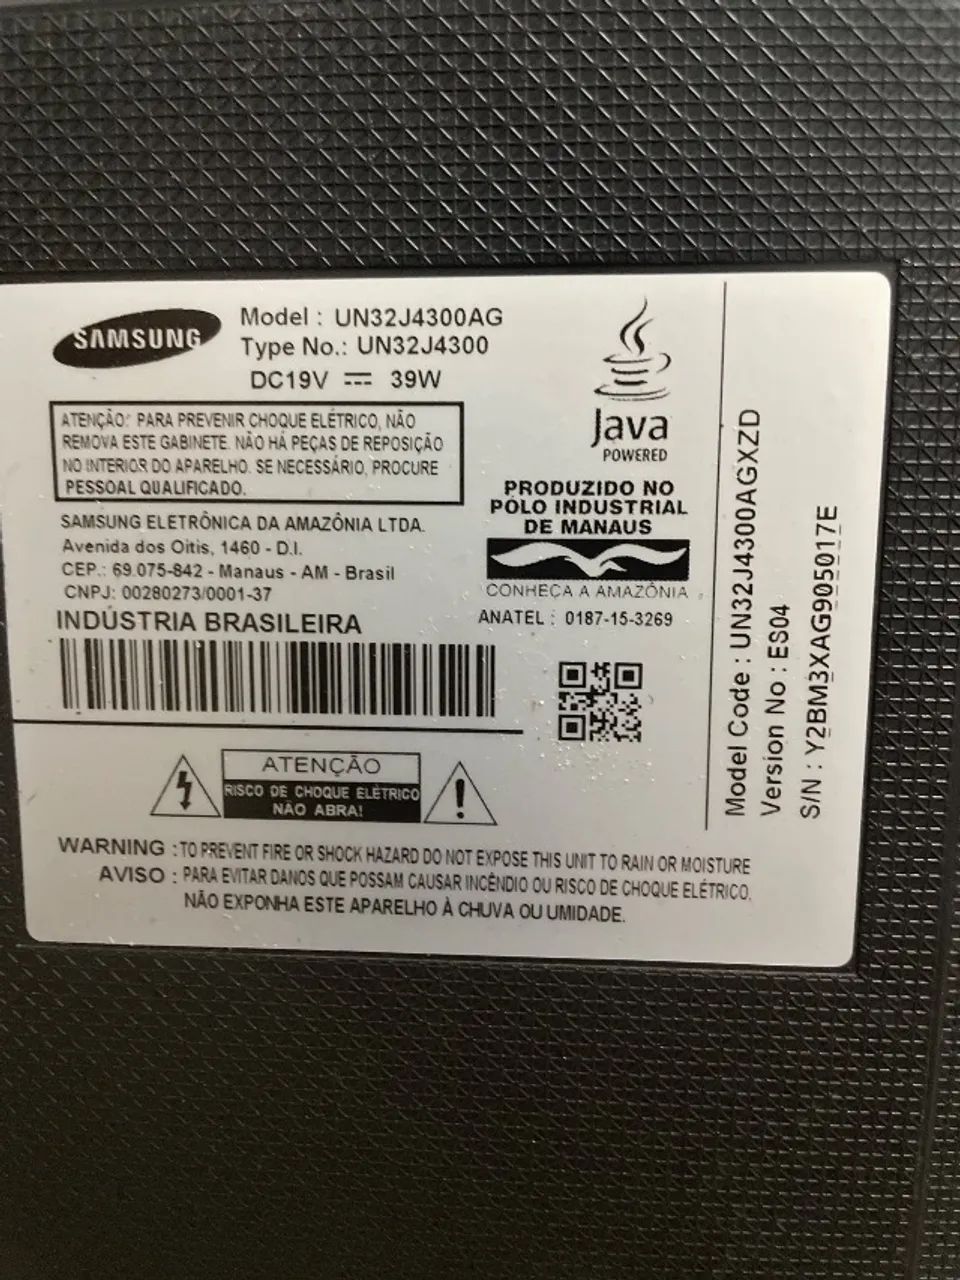 SAMSUNG
Model : UN32J4300AG
Type No.: UN32J4300
DC19V ⎓ 39W
ATENÇÃO: PARA PREVENIR CHOQUE ELÉTRICO, NÃO
REMOVA ESTE GABINETE. NÃO HÁ PEÇAS DE REPOSIÇÃO
NO INTERIOR DO APARELHO. SE NECESSÁRIO, PROCURE
PESSOAL QUALIFICADO.
SAMSUNG ELETRÔNICA DA AMAZÔNIA LTDA.
Avenida dos Oitis, 1460 - D.I.
CEP.: 69.075-842 - Manaus - AM - Brasil
CNPJ: 00280273/0001-37
INDÚSTRIA BRASILEIRA
Java
POWERED
PRODUZIDO NO
PÓLO INDUSTRIAL
DE MANAUS
CONHEÇA A AMAZÔNIA
ANATEL : 0187-15-3269
ATENÇÃO
RISCO DE CHOQUE ELÉTRICO
NÃO ABRA!
WARNING : TO PREVENT FIRE OR SHOCK HAZARD DO NOT EXPOSE THIS UNIT TO RAIN OR MOISTURE
AVISO : PARA EVITAR DANOS QUE POSSAM CAUSAR INCÊNDIO OU RISCO DE CHOQUE ELÉTRICO,
NÃO EXPONHA ESTE APARELHO À CHUVA OU UMIDADE.
Model Code : UN32J4300AGXZD
Version No : ES04
S/N : Y2BM3XAG905017E